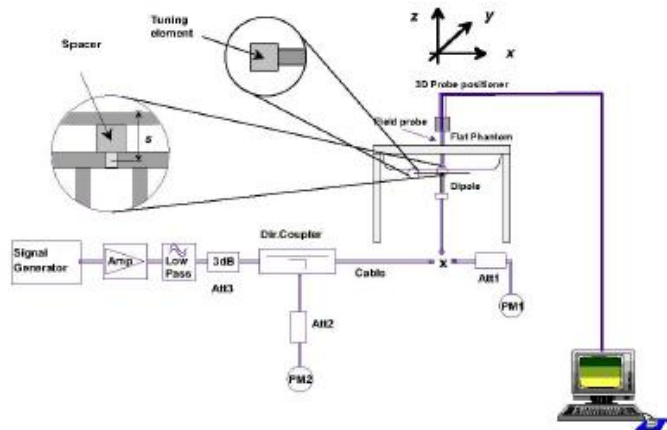 Tuning
element
z
y
x
Spacer
s
3D Probe positioner
Field probe
Flat Phantom
Dipole
Dir.Coupler
Signal
Generator
Amp
Low
Pass
3dB
Att3
Cable
x
Att1
PM1
Att2
PM2